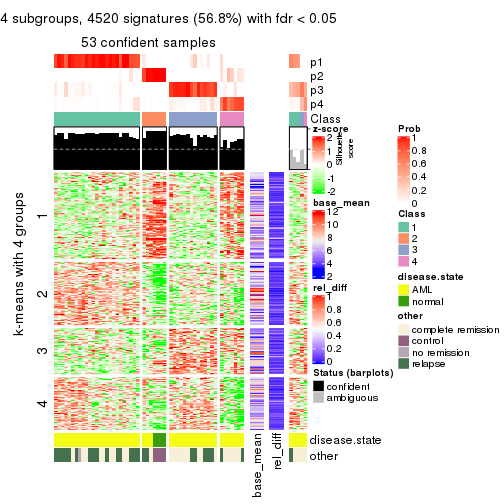 4 subgroups, 4520 signatures (56.8%) with fdr < 0.05
53 confident samples
p1
p2
p3
p4
Class
k-means with 4 groups
1
2
3
4
Silhouette
score
z-score
2
1
0
-1
-2
base_mean
12
10
8
6
4
2
rel_diff
1
0.8
0.6
0.4
0.2
0
Status (barplots)
confident
ambiguous
Prob
1
0.8
0.6
0.4
0.2
0
Class
1
2
3
4
disease.state
AML
normal
other
complete remission
control
no remission
relapse
disease.state
other
base_mean
rel_diff